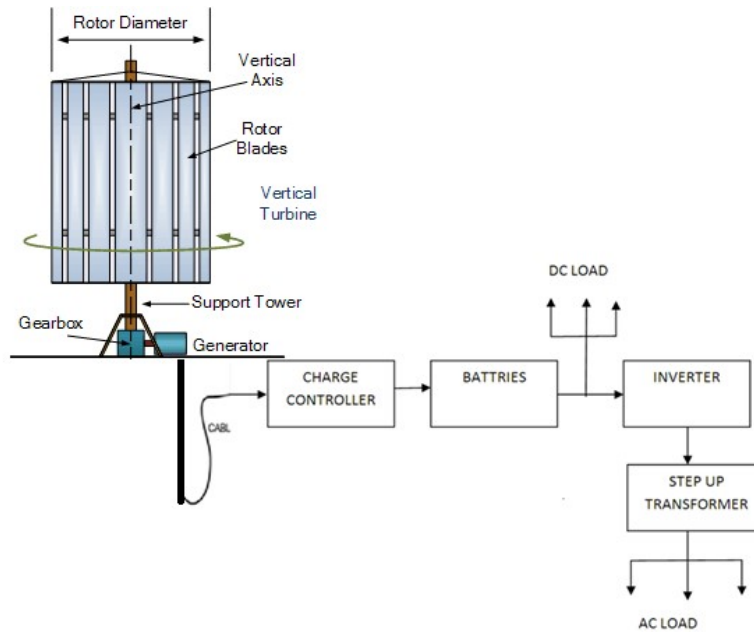 Rotor Diameter
Vertical
Axis
Rotor
Blades
Vertical
Turbine
Support Tower
Gearbox
Generator
DC LOAD
CHARGE
CONTROLLER
BATTRIES
INVERTER
CABL
STEP UP
TRANSFORMER
AC LOAD